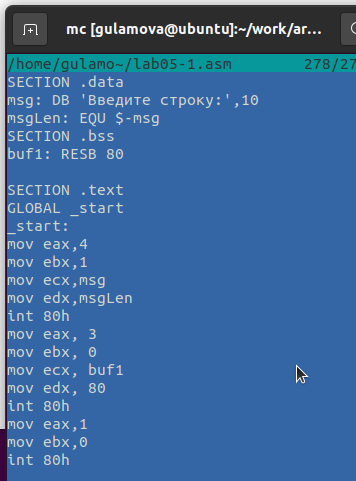 mc [gulamova@ubuntu]:~/work/ar...
/home/gulamo~/lab05-1.asm 278/27
SECTION .data
msg: DB 'Введите строку:',10
msgLen: EQU $-msg
SECTION .bss
buf1: RESB 80
SECTION .text
GLOBAL _start
_start:
mov eax,4
mov ebx,1
mov ecx,msg
mov edx,msgLen
int 80h
mov eax, 3
mov ebx, 0
mov ecx, buf1
mov edx, 80
int 80h
mov eax,1
mov ebx,0
int 80h